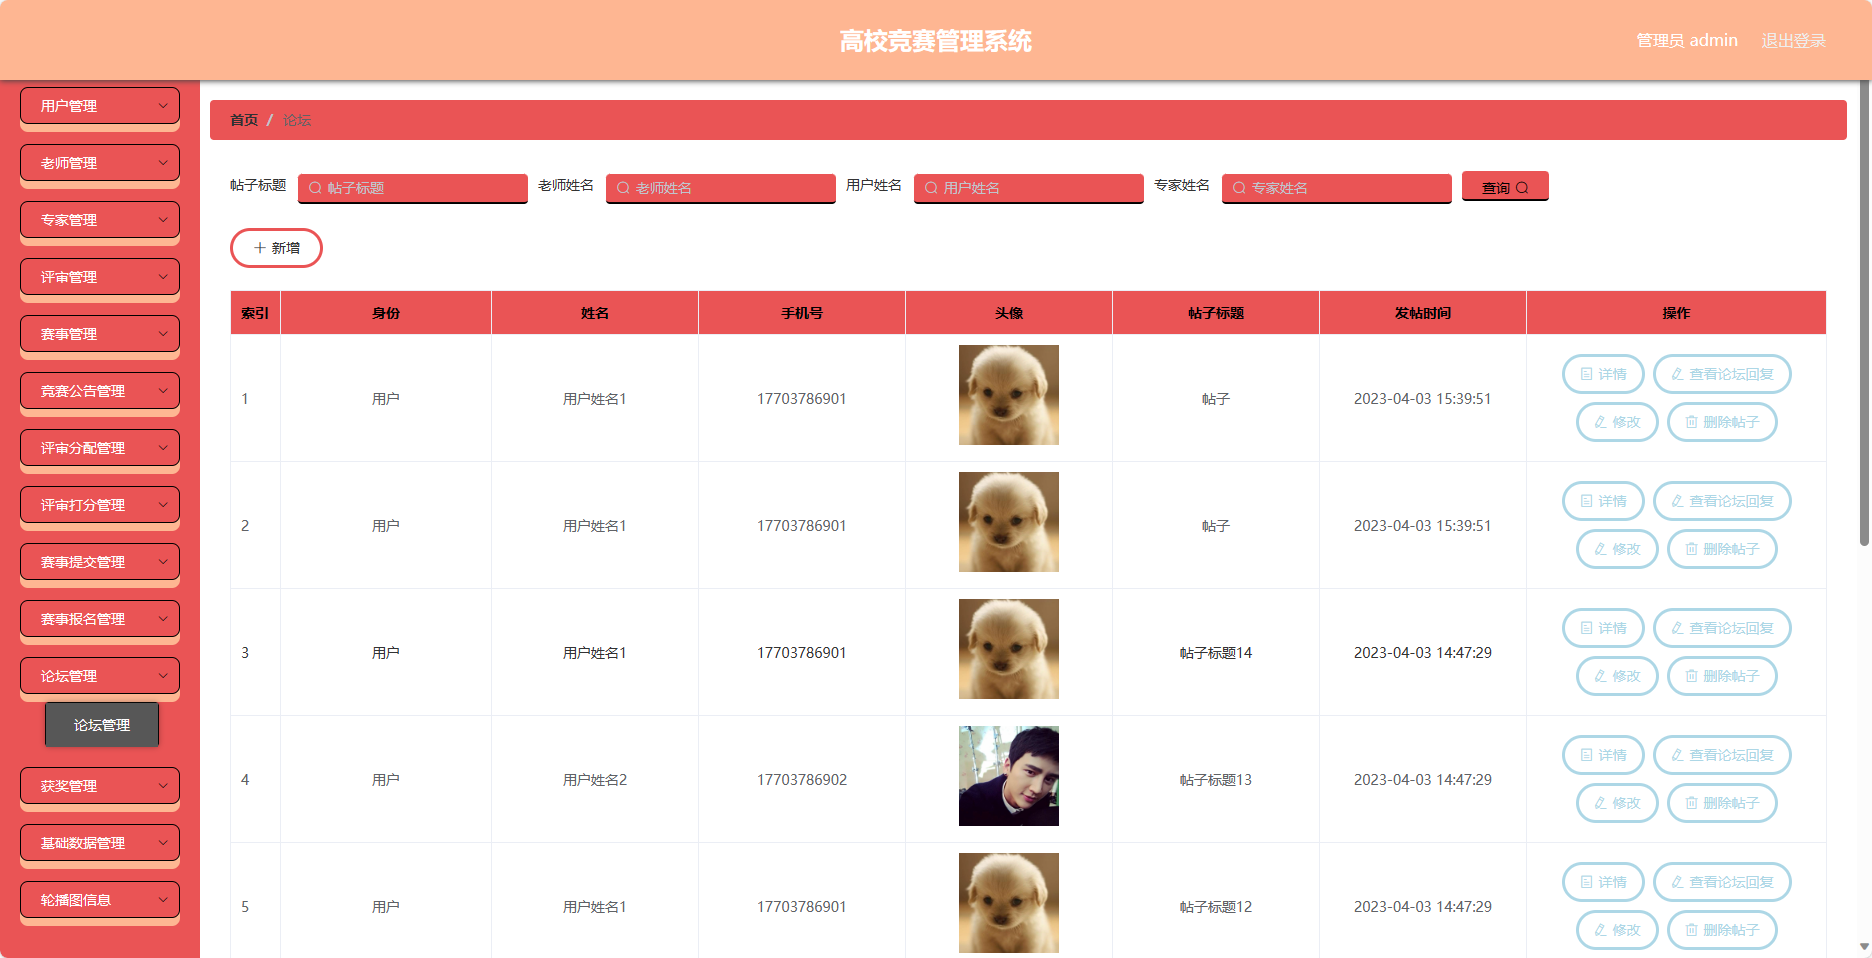 高校竞赛管理系统
管理员 admin 退出登录
用户管理
老师管理
专家管理
评审管理
赛事管理
竞赛公告管理
评审分配管理
评审打分管理
赛事提交管理
赛事报名管理
论坛管理
论坛管理
获奖管理
基础数据管理
轮播图信息
首页 / 论坛
帖子标题 帖子标题 老师姓名 老师姓名 用户姓名 用户姓名 专家姓名 专家姓名 查询
新增
索引 身份 姓名 手机号 头像 帖子标题 发帖时间 操作
1 用户 用户姓名1 17703786901 帖子 2023-04-03 15:39:51 详情 查看论坛回复
修改 删除帖子
2 用户 用户姓名1 17703786901 帖子 2023-04-03 15:39:51 详情 查看论坛回复
修改 删除帖子
3 用户 用户姓名1 17703786901 帖子标题14 2023-04-03 14:47:29 详情 查看论坛回复
修改 删除帖子
4 用户 用户姓名2 17703786902 帖子标题13 2023-04-03 14:47:29 详情 查看论坛回复
修改 删除帖子
5 用户 用户姓名1 17703786901 帖子标题12 2023-04-03 14:47:29 详情 查看论坛回复
修改 删除帖子